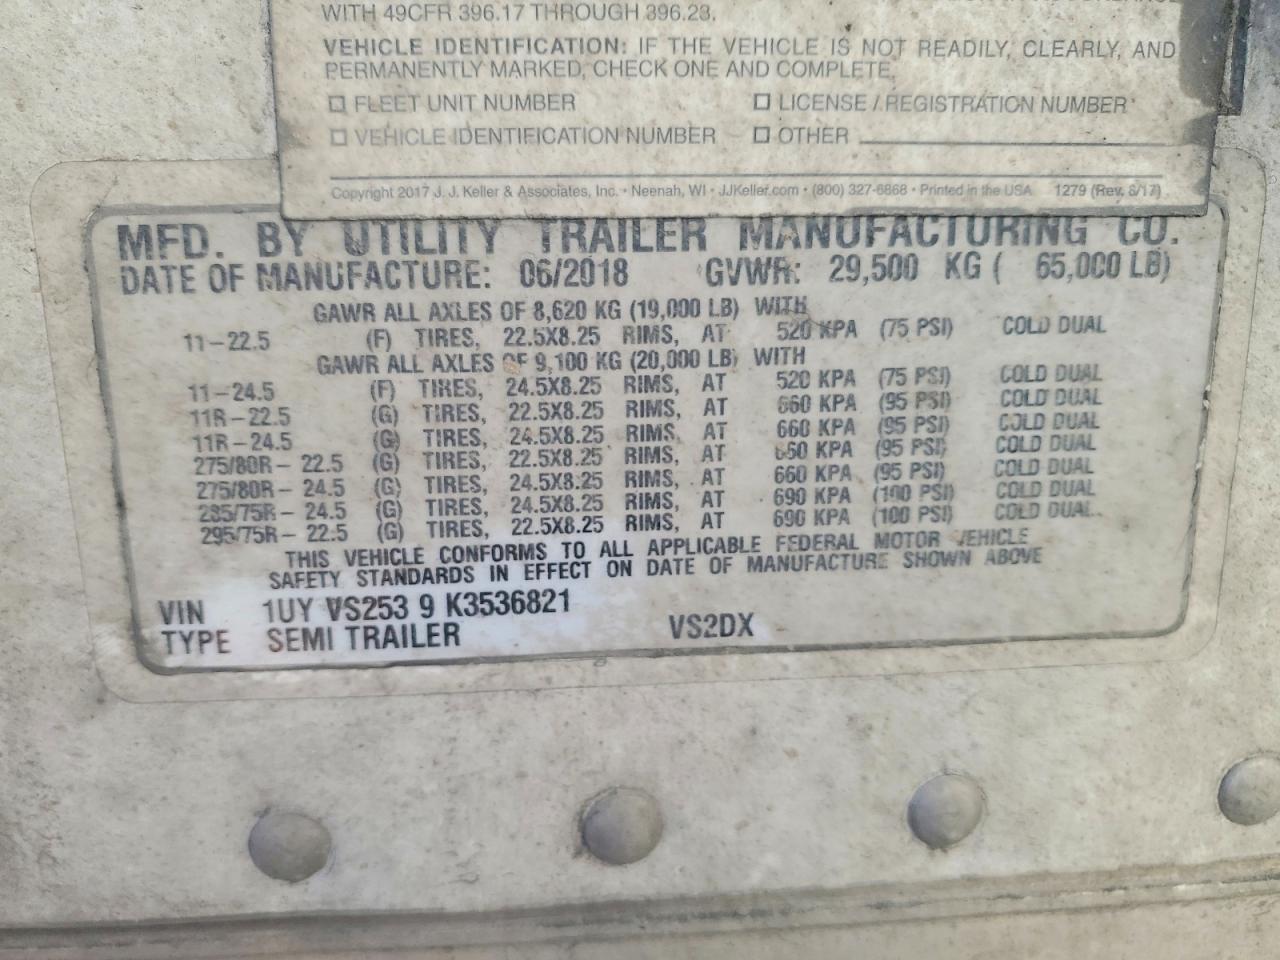 WITH 49CFR 396.17 THROUGH 396.23.
VEHICLE IDENTIFICATION: IF THE VEHICLE IS NOT READILY, CLEARLY, AND
PERMANENTLY MARKED, CHECK ONE AND COMPLETE.
☐ FLEET UNIT NUMBER ☐ LICENSE / REGISTRATION NUMBER
☐ VEHICLE IDENTIFICATION NUMBER ☐ OTHER
Copyright 2017 J. J. Keller & Associates, Inc. • Neenah, WI • JJKeller.com • (800) 327-6868 • Printed in the USA 1279 (Rev. 8/17)
MFD. BY UTILITY TRAILER MANUFACTURING CO.
DATE OF MANUFACTURE: 06/2018 GVWR: 29,500 KG ( 65,000 LB)
GAWR ALL AXLES OF 8,620 KG (19,000 LB) WITH
11-22.5 (F) TIRES, 22.5X8.25 RIMS, AT 520 KPA (75 PSI) COLD DUAL
GAWR ALL AXLES OF 9,100 KG (20,000 LB) WITH
11-24.5 (F) TIRES, 24.5X8.25 RIMS, AT 520 KPA (75 PSI) COLD DUAL
11R-22.5 (G) TIRES, 22.5X8.25 RIMS, AT 660 KPA (95 PSI) COLD DUAL
11R-24.5 (G) TIRES, 24.5X8.25 RIMS, AT 660 KPA (95 PSI) COLD DUAL
275/80R-22.5 (G) TIRES, 22.5X8.25 RIMS, AT 660 KPA (95 PSI) COLD DUAL
275/80R-24.5 (G) TIRES, 24.5X8.25 RIMS, AT 660 KPA (95 PSI) COLD DUAL
285/75R-24.5 (G) TIRES, 24.5X8.25 RIMS, AT 690 KPA (100 PSI) COLD DUAL
295/75R-22.5 (G) TIRES, 22.5X8.25 RIMS, AT 690 KPA (100 PSI) COLD DUAL.
THIS VEHICLE CONFORMS TO ALL APPLICABLE FEDERAL MOTOR VEHICLE
SAFETY STANDARDS IN EFFECT ON DATE OF MANUFACTURE SHOWN ABOVE
VIN 1UY VS253 9 K3536821
TYPE SEMI TRAILER VS2DX